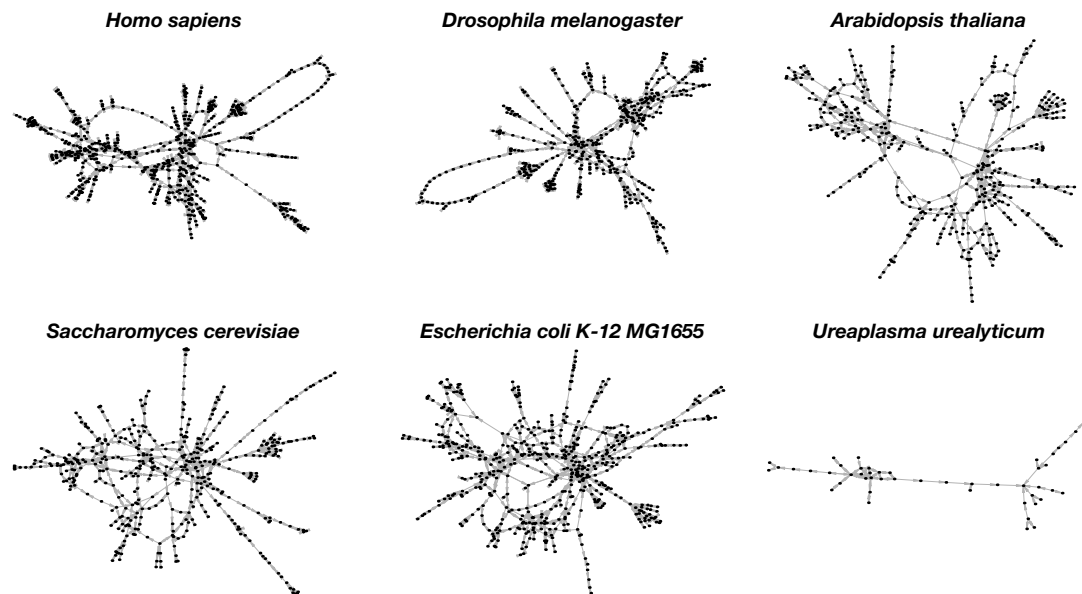 Homo sapiens
Drosophila melanogaster
Arabidopsis thaliana
Saccharomyces cerevisiae
Escherichia coli K-12 MG1655
Ureaplasma urealyticum